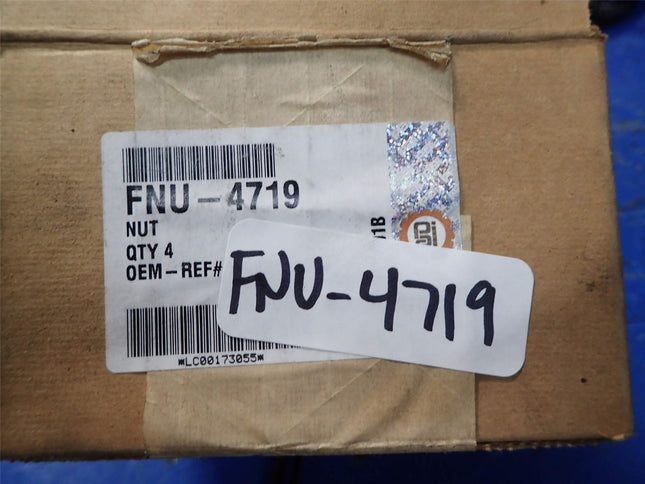 FNU-4719
NUT
QTY 4
OEM-REF#
FNU-4719
*LC00173055*